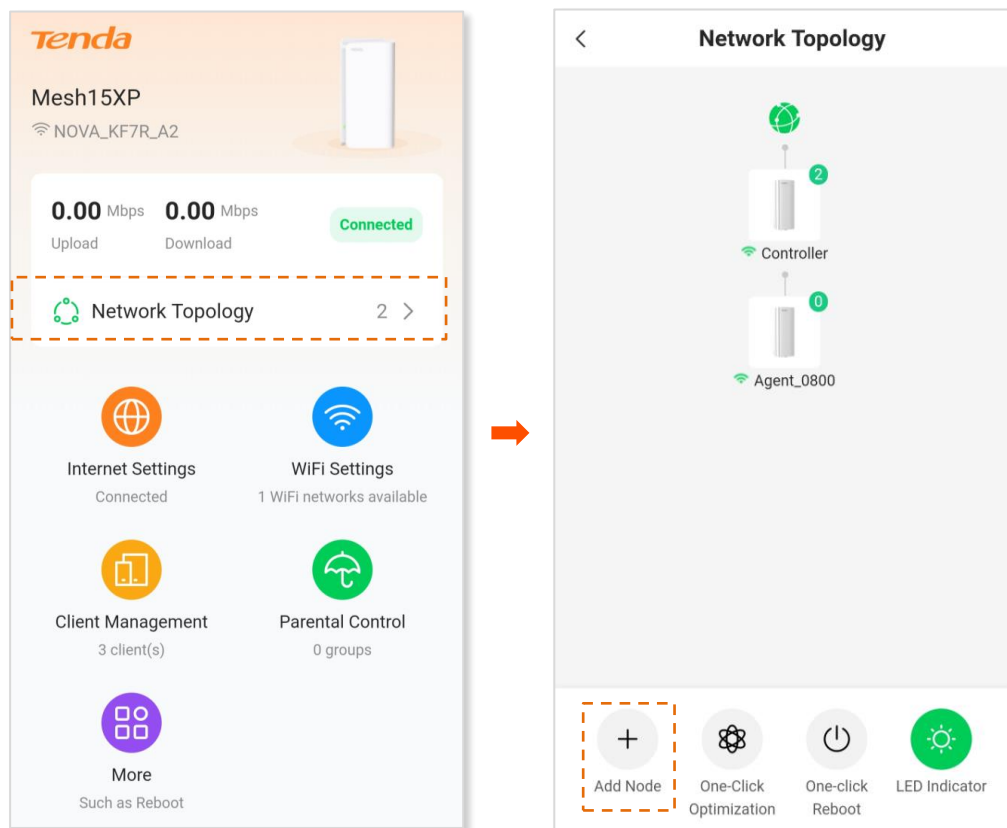 Tenda
Mesh15XP
NOVA_KF7R_A2
0.00 Mbps 0.00 Mbps
Upload Download
Connected
Network Topology 2
Internet Settings
Connected
WiFi Settings
1 WiFi networks available
Client Management
3 client(s)
Parental Control
0 groups
More
Such as Reboot
Network Topology
2
Controller
0
Agent_0800
Add Node
One-Click
Optimization
One-click
Reboot
LED Indicator